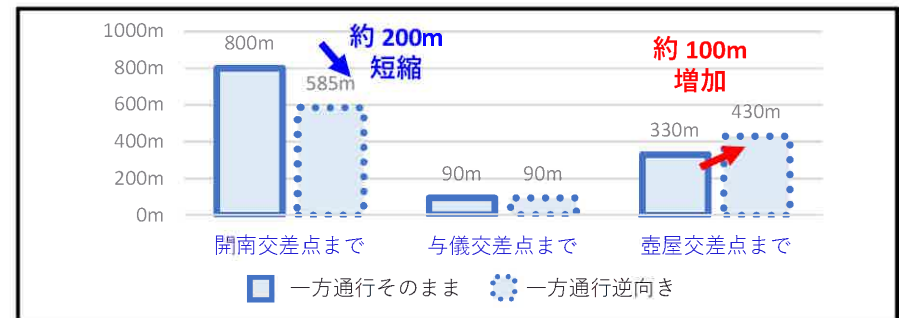 1000m
800m
600m
400m
200m
0m
800m
585m
90m
90m
330m
430m
約 200m
短縮
約 100m
増加
開南交差点まで
与儀交差点まで
壺屋交差点まで
一方通行そのまま
一方通行逆向き